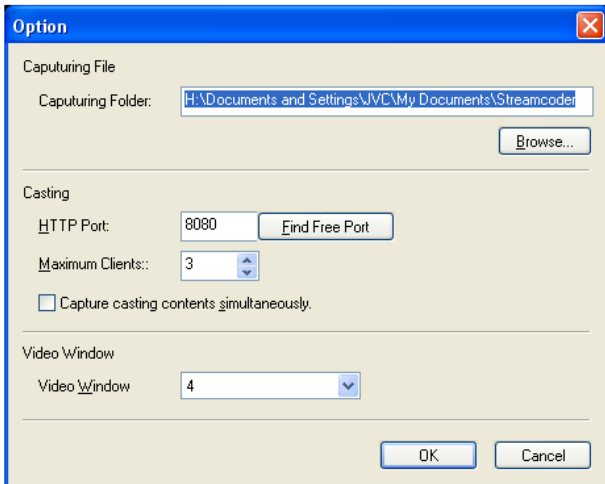 Option
Caputuring File
Caputuring Folder: H:\Documents and Settings\JVC\My Documents\Streamcoder
Browse...
Casting
HTTP Port: 8080 Find Free Port
Maximum Clients:: 3
Capture casting contents simultaneously.
Video Window
Video Window 4
OK Cancel